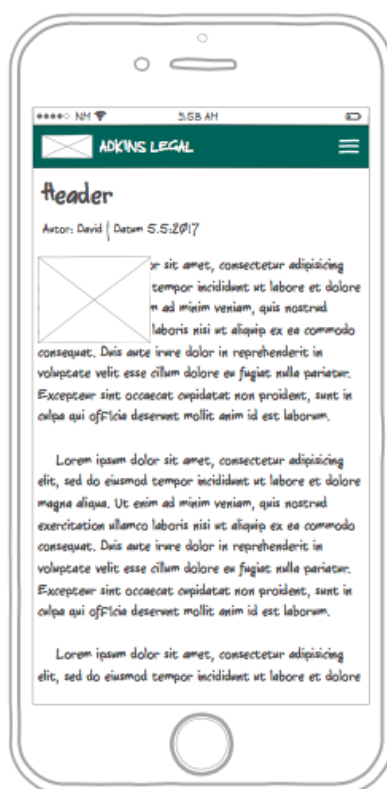 NM 3:58 AM
ADKINS LEGAL
Header
Autor: David | Datum 5.5.2017
or sit amet, consectetur adipisicing
tempor incididunt ut labore et dolore
m ad minim veniam, quis nostrud
laboris nisi ut aliquip ex ea commodo
consequat. Duis aute irure dolor in reprehenderit in
voluptate velit esse cillum dolore eu fugiat nulla pariatur.
Excepteur sint occaecat cupidatat non proident, sunt in
culpa qui officia deserunt mollit anim id est laborum.
Lorem ipsum dolor sit amet, consectetur adipisicing
elit, sed do eiusmod tempor incididunt ut labore et dolore
magna aliqua. Ut enim ad minim veniam, quis nostrud
exercitation ullamco laboris nisi ut aliquip ex ea commodo
consequat. Duis aute irure dolor in reprehenderit in
voluptate velit esse cillum dolore eu fugiat nulla pariatur.
Excepteur sint occaecat cupidatat non proident, sunt in
culpa qui officia deserunt mollit anim id est laborum.
Lorem ipsum dolor sit amet, consectetur adipisicing
elit, sed do eiusmod tempor incididunt ut labore et dolore